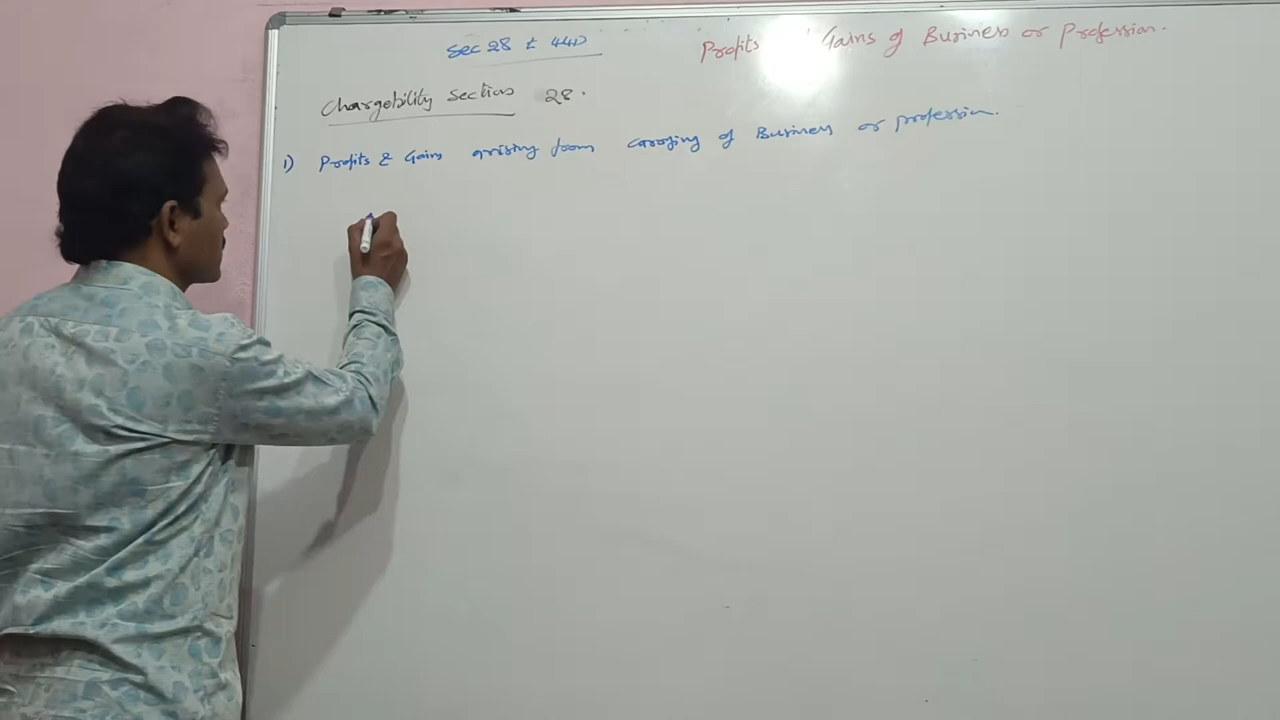 Sec 28 to 44D
Profits Gains of Business or Profession.
Chargebility Section 28.
1) Profits & Gains arising from carrying of Business or profession.